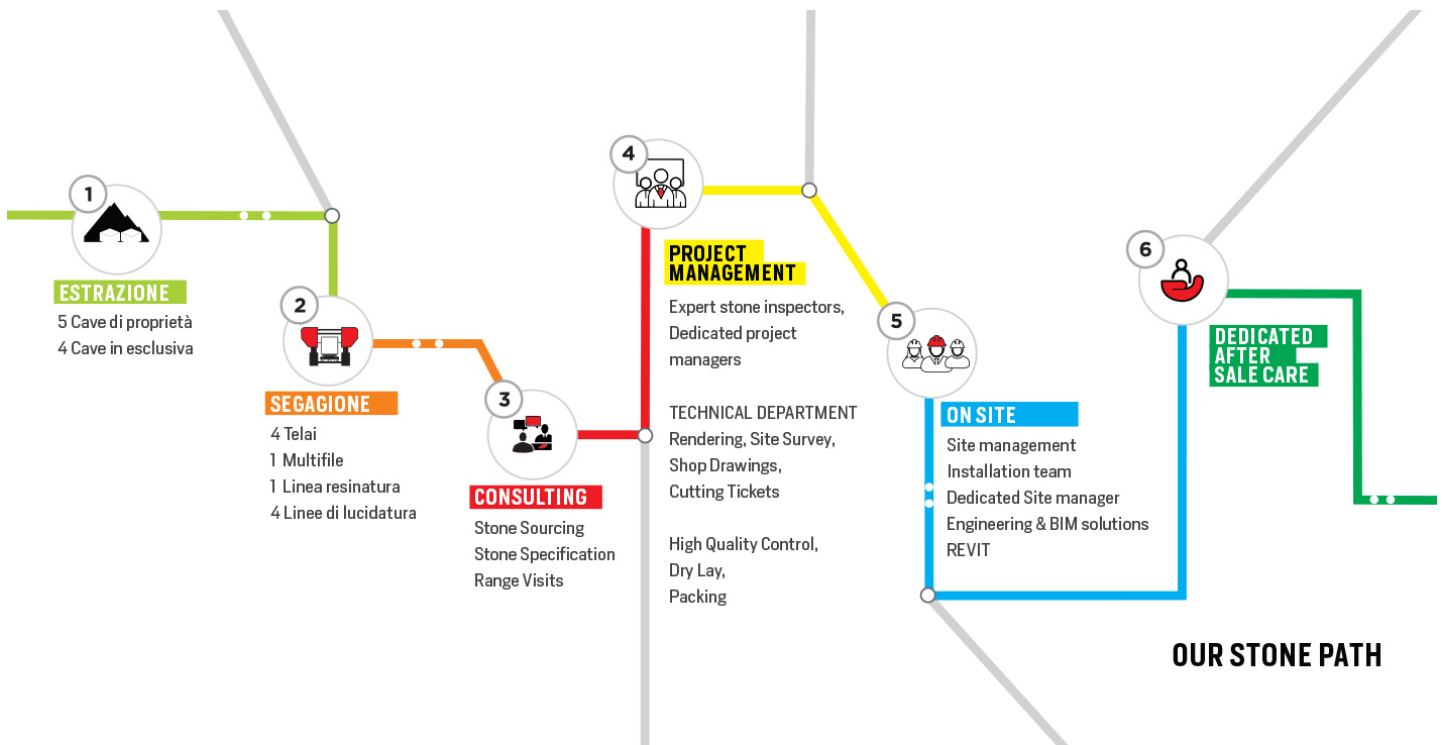 1
ESTRAZIONE
5 Cave di proprietà
4 Cave in esclusiva
2
SEGAGIONE
4 Telai
1 Multifile
1 Linea resinatura
4 Linee di lucidatura
3
CONSULTING
Stone Sourcing
Stone Specification
Range Visits
4
PROJECT
MANAGEMENT
Expert stone inspectors,
Dedicated project
managers
TECHNICAL DEPARTMENT
Rendering, Site Survey,
Shop Drawings,
Cutting Tickets
High Quality Control,
Dry Lay,
Packing
5
ON SITE
Site management
Installation team
Dedicated Site manager
Engineering & BIM solutions
REVIT
6
DEDICATED
AFTER
SALE CARE
OUR STONE PATH